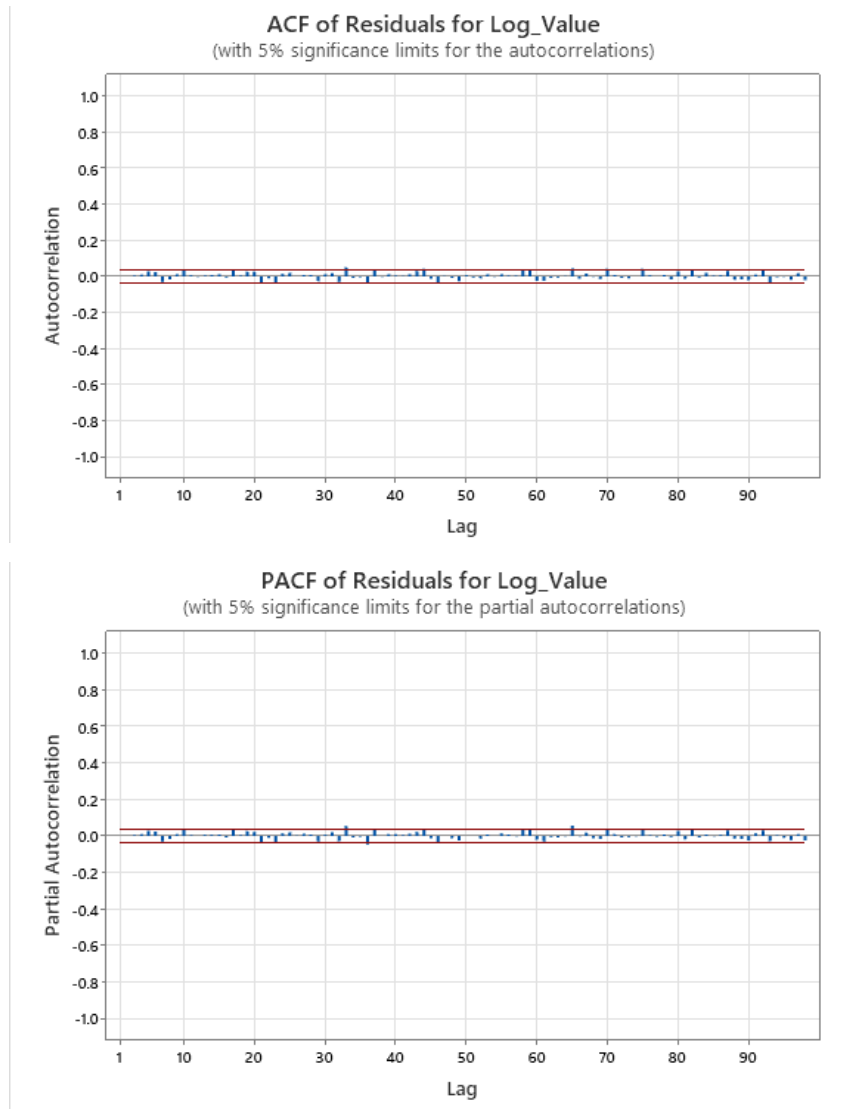 ACF of Residuals for Log_Value
(with 5% significance limits for the autocorrelations)
1.0
0.8
0.6
0.4
0.2
0.0
-0.2
-0.4
-0.6
-0.8
-1.0
Autocorrelation
1 10 20 30 40 50 60 70 80 90
Lag
PACF of Residuals for Log_Value
(with 5% significance limits for the partial autocorrelations)
1.0
0.8
0.6
0.4
0.2
0.0
-0.2
-0.4
-0.6
-0.8
-1.0
Partial Autocorrelation
1 10 20 30 40 50 60 70 80 90
Lag